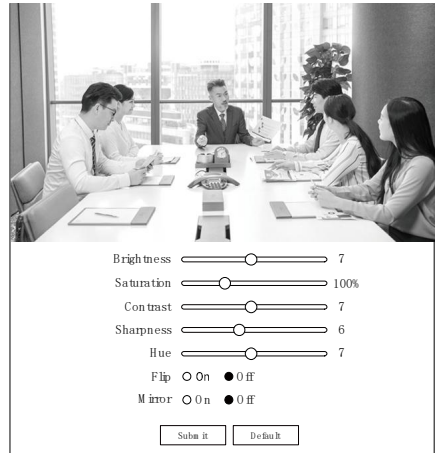 Brightness 7
Saturation 100%
Contrast 7
Sharpness 6
Hue 7
Flip On Off
Mirror On Off
Submit Default